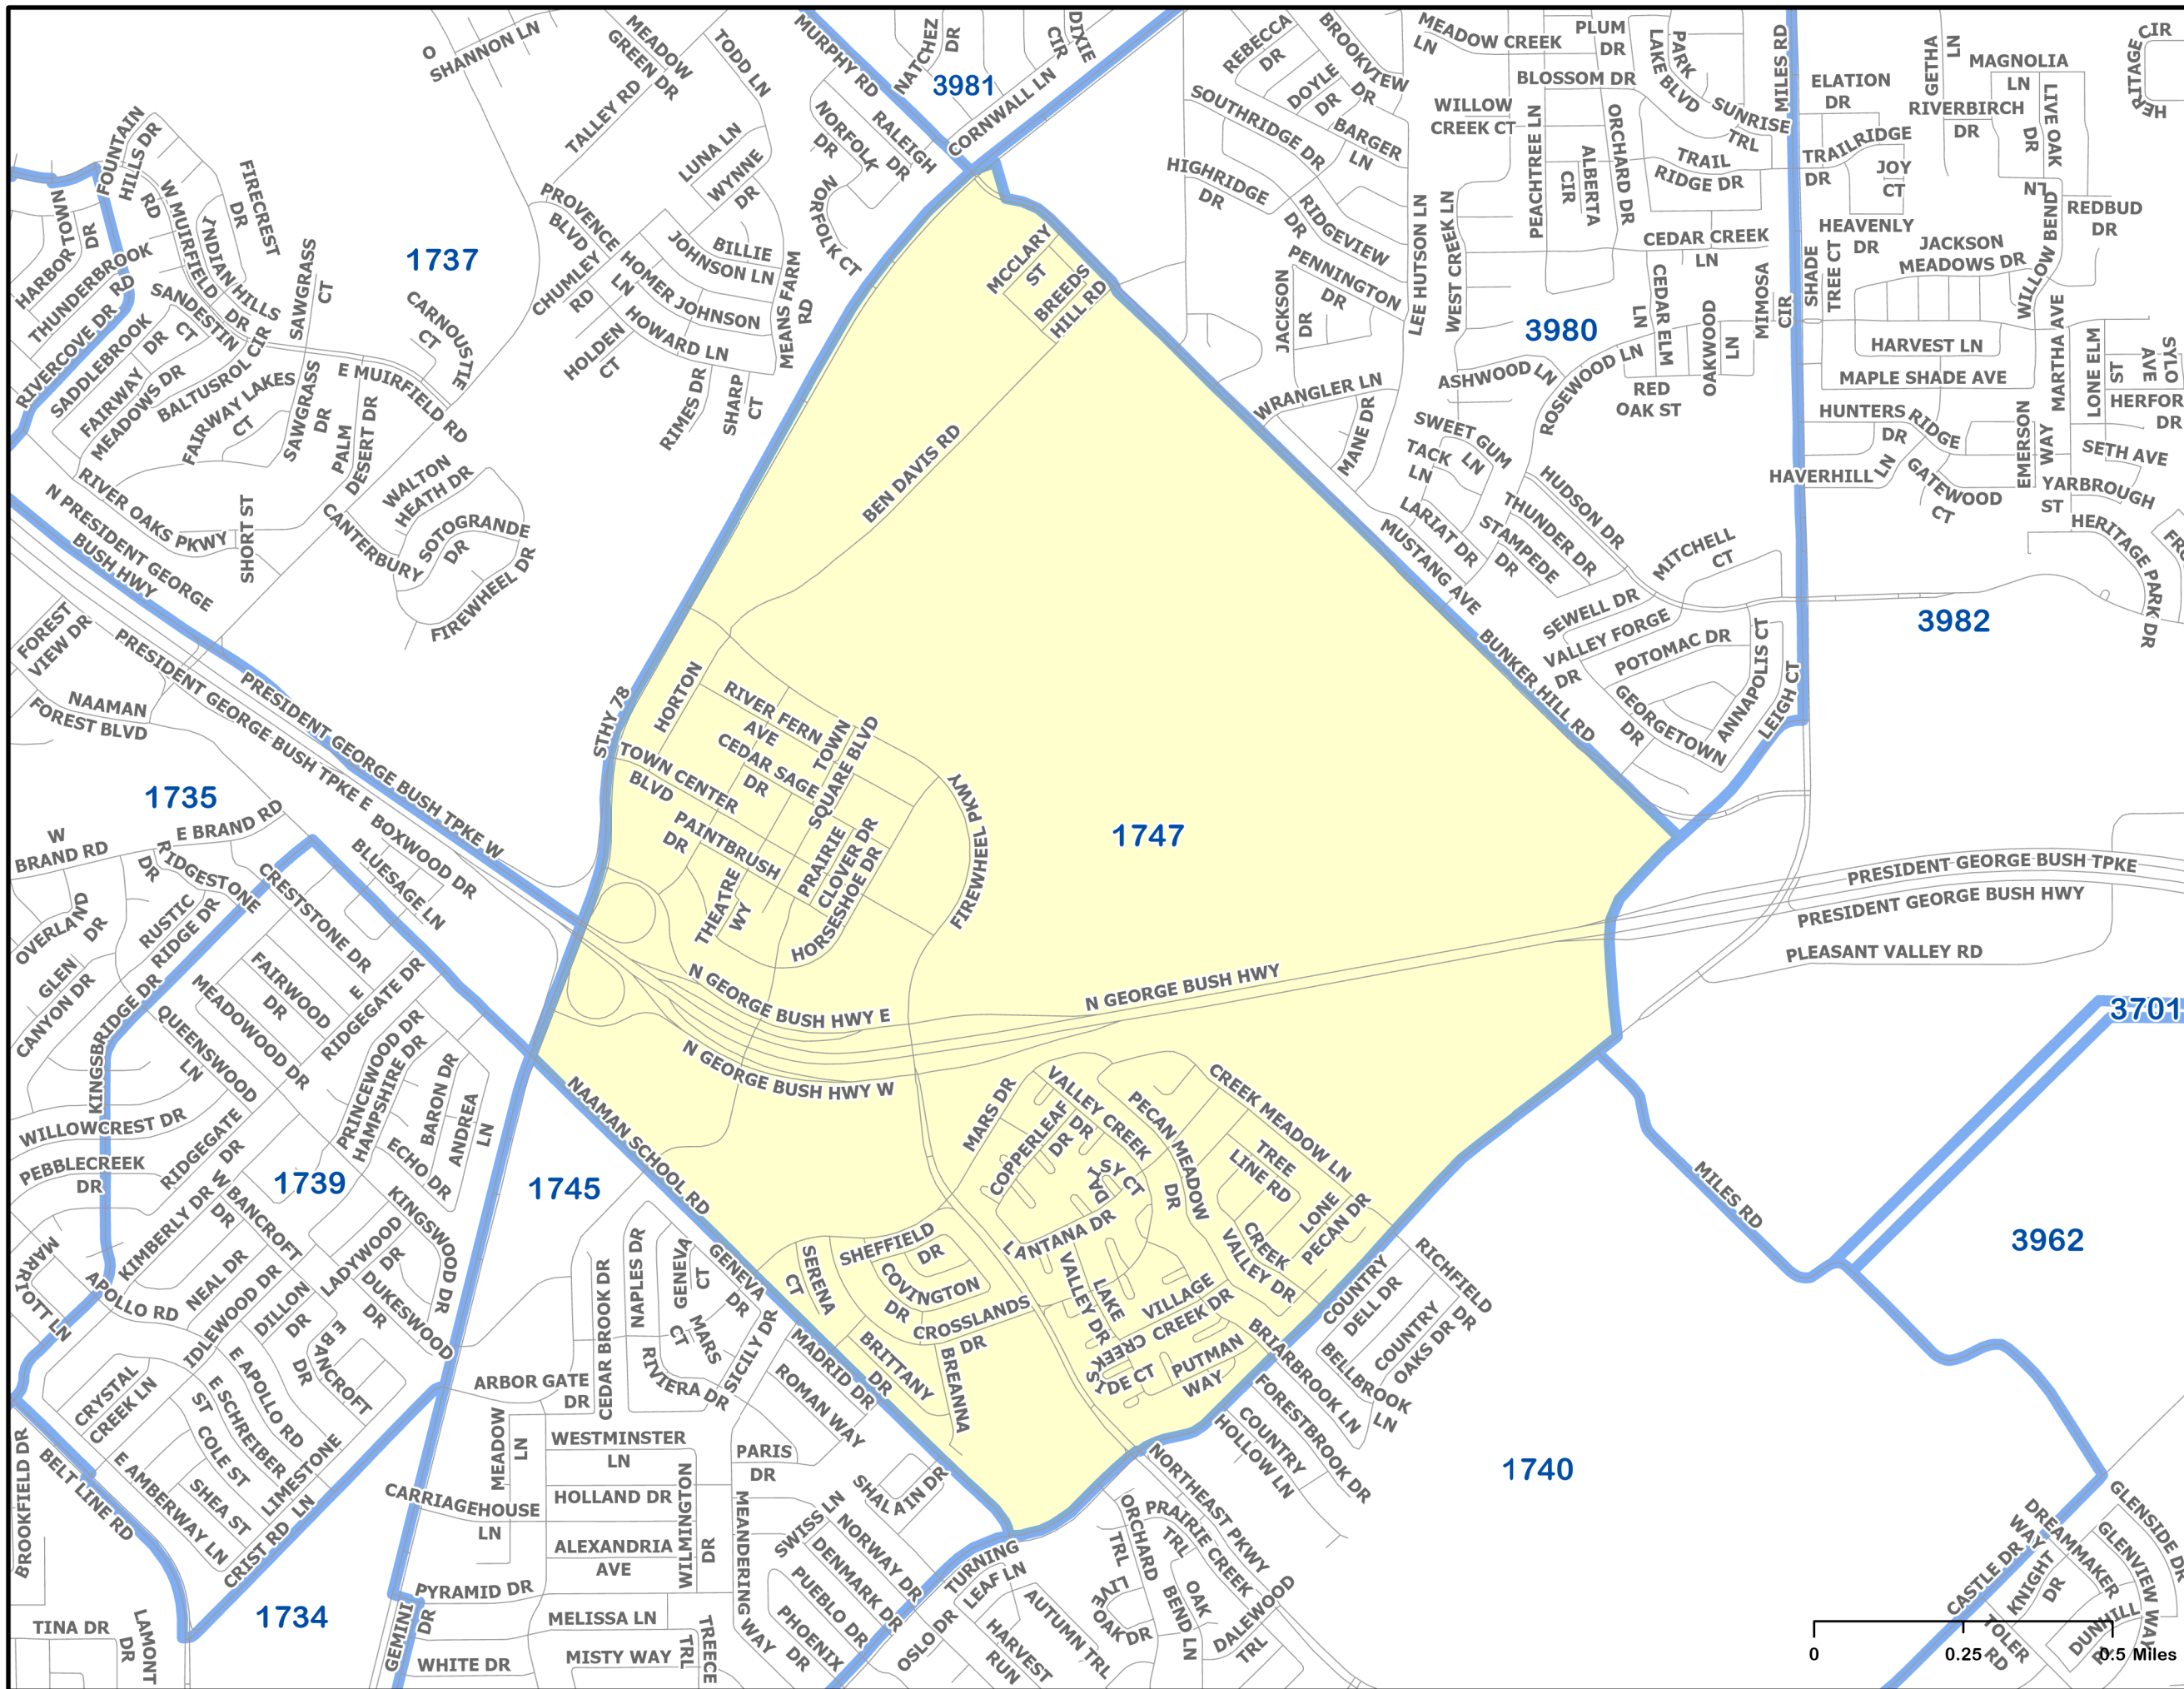 O
SHANNON LN
MEADOW
GREEN DR
TODD LN
MURPHY RD
NATCHEZ
DR
3981
DIXIE
CIR
CORNWALL LN
REBECCA
DR
BROOKVIEW
DR
MEADOW CREEK
LN
PLUM
DR
PARK
LAKE BLVD
MILES RD
GETHA
LN
MAGNOLIA
LN
HERITAGE
CIR
TALLEY RD
NORFOLK
DR
RALEIGH
DR
DOYLE
DR
BLOSSOM DR
ELATION
DR
SOUTHRIDGE DR
BARGER
LN
WILLOW
CREEK CT
PEACHTREE LN
ORCHARD DR
SUNRISE
TRL
RIVERBIRCH
DR
LIVE OAK
DR
FOUNTAIN
HILLS DR
LUNA LN
WYNNE
DR
HIGHRIDGE
DR
ALBERTA
CIR
TRAIL
RIDGE DR
TRAILRIDGE
DR
JOY
CT
HARBORTOWN
DR
RD
W MUIRFIELD
FIRECREST
DR
INDIAN HILLS
DR
1737
PROVENCE
BLVD
NORFOLK CT
BILLIE
JOHNSON LN
RIDGEVIEW
DR
LEE HUTSON LN
WEST CREEK LN
CEDAR CREEK
LN
HEAVENLY
DR
WILLOW BEND
LN
REDBUD
DR
JACKSON
MEADOWS DR
THUNDERBROOK
RD
SANDESTIN
CT
SAWGRASS
CT
CHUMLEY
RD
HOMER JOHNSON
LN
MEANS FARM
RD
MCCLARY
ST
BREEDS
HILL RD
PENNINGTON
DR
JACKSON
DR
3980
CEDAR ELM
LN
OAKWOOD
LN
MIMOSA
CIR
SHADE
TREE CT
RIVERCOVE DR
SADDLEBROOK
DR
CARNOUSTIE
CT
HOWARD LN
HOLDEN
CT
HARVEST LN
MARTHA AVE
LONE ELM
ST
SYLO
AVE
FAIRWAY
MEADOWS DR
BALTUSROL CIR
FAIRWAY LAKES
CT
SAWGRASS
DR
E MUIRFIELD RD
PALM
DESERT DR
RIMES DR
SHARP
CT
WRANGLER LN
MANE DR
ASHWOOD LN
ROSEWOOD LN
RED
OAK ST
MAPLE SHADE AVE
HERFOR
DR
HUNTERS RIDGE
DR
BEN DAVIS RD
SWEET GUM
LN
TACK
LN
HAVERHILL LN
GATEWOOD
CT
EMERSON
WAY
SETH AVE
YARBROUGH
ST
RIVER OAKS PKWY
SHORT ST
WALTON
HEATH DR
CANTERBURY
SOTOGRANDE
DR
FIREWHEEL DR
N PRESIDENT GEORGE
BUSH HWY
LARIAT DR
MUSTANG AVE
STAMPEDE
DR
THUNDER DR
HUDSON DR
MITCHELL
CT
HERITAGE PARK DR
FRO
FOREST
VIEW DR
SEWELL DR
VALLEY FORGE
DR
POTOMAC DR
ANNAPOLIS CT
3982
BUNKER HILL RD
GEORGETOWN
DR
LEIGH CT
NAAMAN
FOREST BLVD
PRESIDENT GEORGE BUSH TPKE E
PRESIDENT GEORGE BUSH TPKE W
STHY 78
HORTON
RIVER FERN
AVE
TOWN
SQUARE BLVD
CEDAR SAGE
DR
TOWN CENTER
BLVD
1735
1747
W
BRAND RD
E BRAND RD
PAINTBRUSH
DR
PRAIRIE
CLOVER DR
HORSESHOE DR
THEATRE
WY
FIREWHEEL PKWY
PRESIDENT GEORGE BUSH TPKE
PRESIDENT GEORGE BUSH HWY
PLEASANT VALLEY RD
RIDGESTONE
DR
BOXWOOD DR
BLUESAGE LN
CRESTSTONE DR
OVERLAND
DR
RUSTIC
RIDGE DR
GLEN
CANYON DR
FAIRWOOD
DR
E
RIDGEGATE DR
MEADOWOOD DR
KINGSBRIDGE DR
QUEENSWOOD
LN
N GEORGE BUSH HWY E
N GEORGE BUSH HWY
N GEORGE BUSH HWY W
3701
PRINCEWOOD DR
HAMPSHIRE DR
BARON DR
ANDREA
LN
WILLOWCREST DR
PEBBLECREEK
DR
RIDGEGATE
DR
ECHO DR
1739
1745
NAAMAN SCHOOL RD
MARS DR
COPPERLEAF
DR
VALLEY CREEK
DR
DAISY CT
PECAN MEADOW
DR
CREEK MEADOW LN
TREE
LINE RD
LONE
PECAN DR
MILES RD
3962
W BANCROFT
DR
KIMBERLY DR
KINGSWOOD DR
LADYWOOD
DR
MARRIOTT LN
APOLLO RD
NEAL DR
IDLEWOOD DR
DILLON
DR
DUKESWOOD
DR
E BANCROFT
DR
CEDAR BROOK DR
NAPLES DR
GENEVA
CT
GENEVA
DR
MARS
CT
SERENA
CT
SHEFFIELD
DR
COVINGTON
DR
CROSSLANDS
DR
LANTANA DR
LAKE
VALLEY DR
CREEK
VALLEY DR
VILLAGE
CREEK DR
CREEK
SIDE CT
PUTMAN
WAY
COUNTRY
DELL DR
RICHFIELD
DR
COUNTRY
OAKS DR
BRIARBROOK LN
BELLBROOK
LN
FORESTBROOK DR
COUNTRY
HOLLOW LN
CRYSTAL
CREEK LN
E APOLLO RD
E SCHREIBER
ST
COLE ST
SHEA ST
E AMBERWAY LN
LIMESTONE
LN
CRIST RD
BROOKFIELD DR
BELT LINE RD
ARBOR GATE
DR
RIVIERA DR
SICILY DR
MADRID DR
ROMAN WAY
BRITTANY
DR
BREANNA
1740
MEADOW
LN
WESTMINSTER
LN
PARIS
DR
HOLLAND DR
CARRIAGEHOUSE
LN
WILMINGTON
DR
ALEXANDRIA
AVE
MEANDERING WAY
SHALAIN DR
SWISS LN
NORWAY DR
DENMARK DR
PUEBLO DR
PHOENIX
DR
TURNING
LEAF LN
OSLO DR
HARVEST
RUN
AUTUMN TRL
NORTHEAST PKWY
PRAIRIE CREEK
TRL
ORCHARD
TRL
LIVE
OAK DR
OAK
BEND LN
DALEWOOD
TRL
1734
TINA DR
LAMONT
DR
GEMINI
DR
PYRAMID DR
MELISSA LN
WHITE DR
MISTY WAY
TREECE
TRL
CASTLE DR
DREAMMAKER
WAY
GLENSIDE DR
GLENVIEW WAY
KNIGHT
DR
DUNHILL
TOLER
RD
0
0.25
0.5 Miles